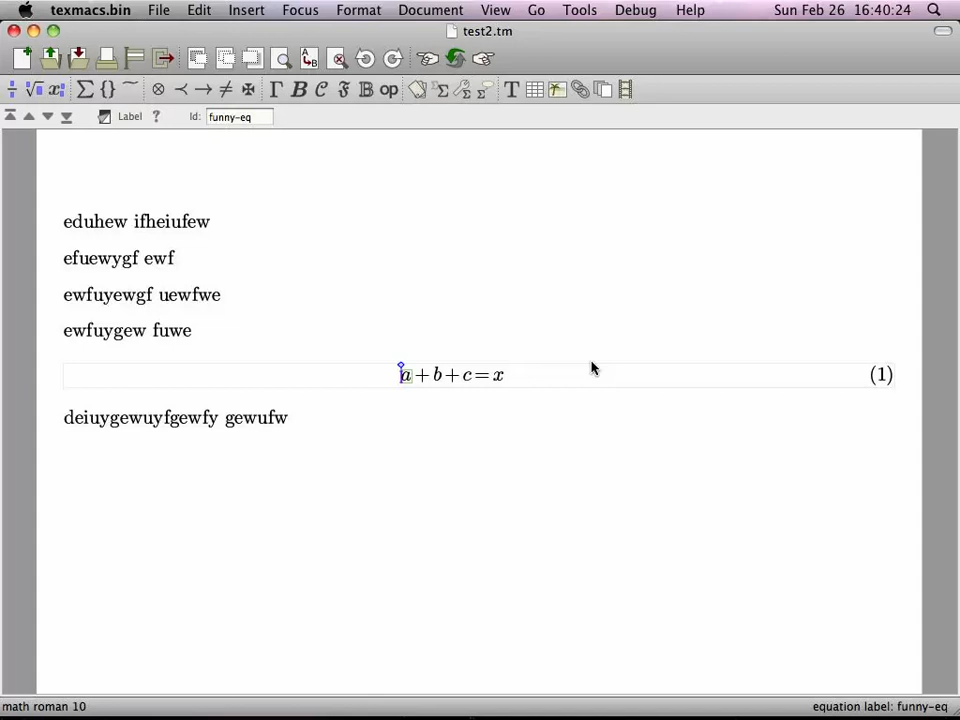 texmacs.bin File Edit Insert Focus Format Document View Go Tools Debug Help Sun Feb 26 16:40:24
test2.tm
Γ B C F B op T
Label ? Id: funny-eq
eduhew ifheiufew
efuewygf ewf
ewfuyewgf uewfwe
ewfuygew fuwe
a + b + c = x (1)
deiuygewuyfgewfy gewufw
math roman 10 equation label: funny-eq